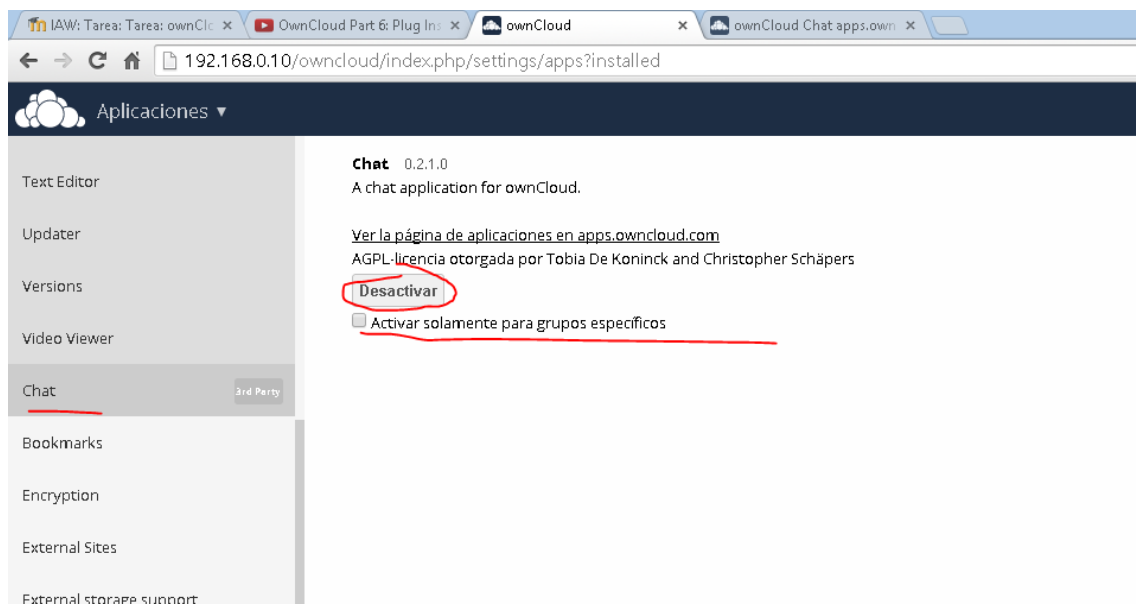 IAW: Tarea: Tarea: ownClo
OwnCloud Part 6: Plug Ins
ownCloud
ownCloud Chat apps.own
192.168.0.10/owncloud/index.php/settings/apps?installed
Aplicaciones
Text Editor
Updater
Versions
Video Viewer
Chat 3rd Party
Bookmarks
Encryption
External Sites
External storage support
Chat 0.2.1.0
A chat application for ownCloud.
Ver la página de aplicaciones en apps.owncloud.com
AGPL-licencia otorgada por Tobia De Koninck and Christopher Schäpers
Desactivar
Activar solamente para grupos específicos